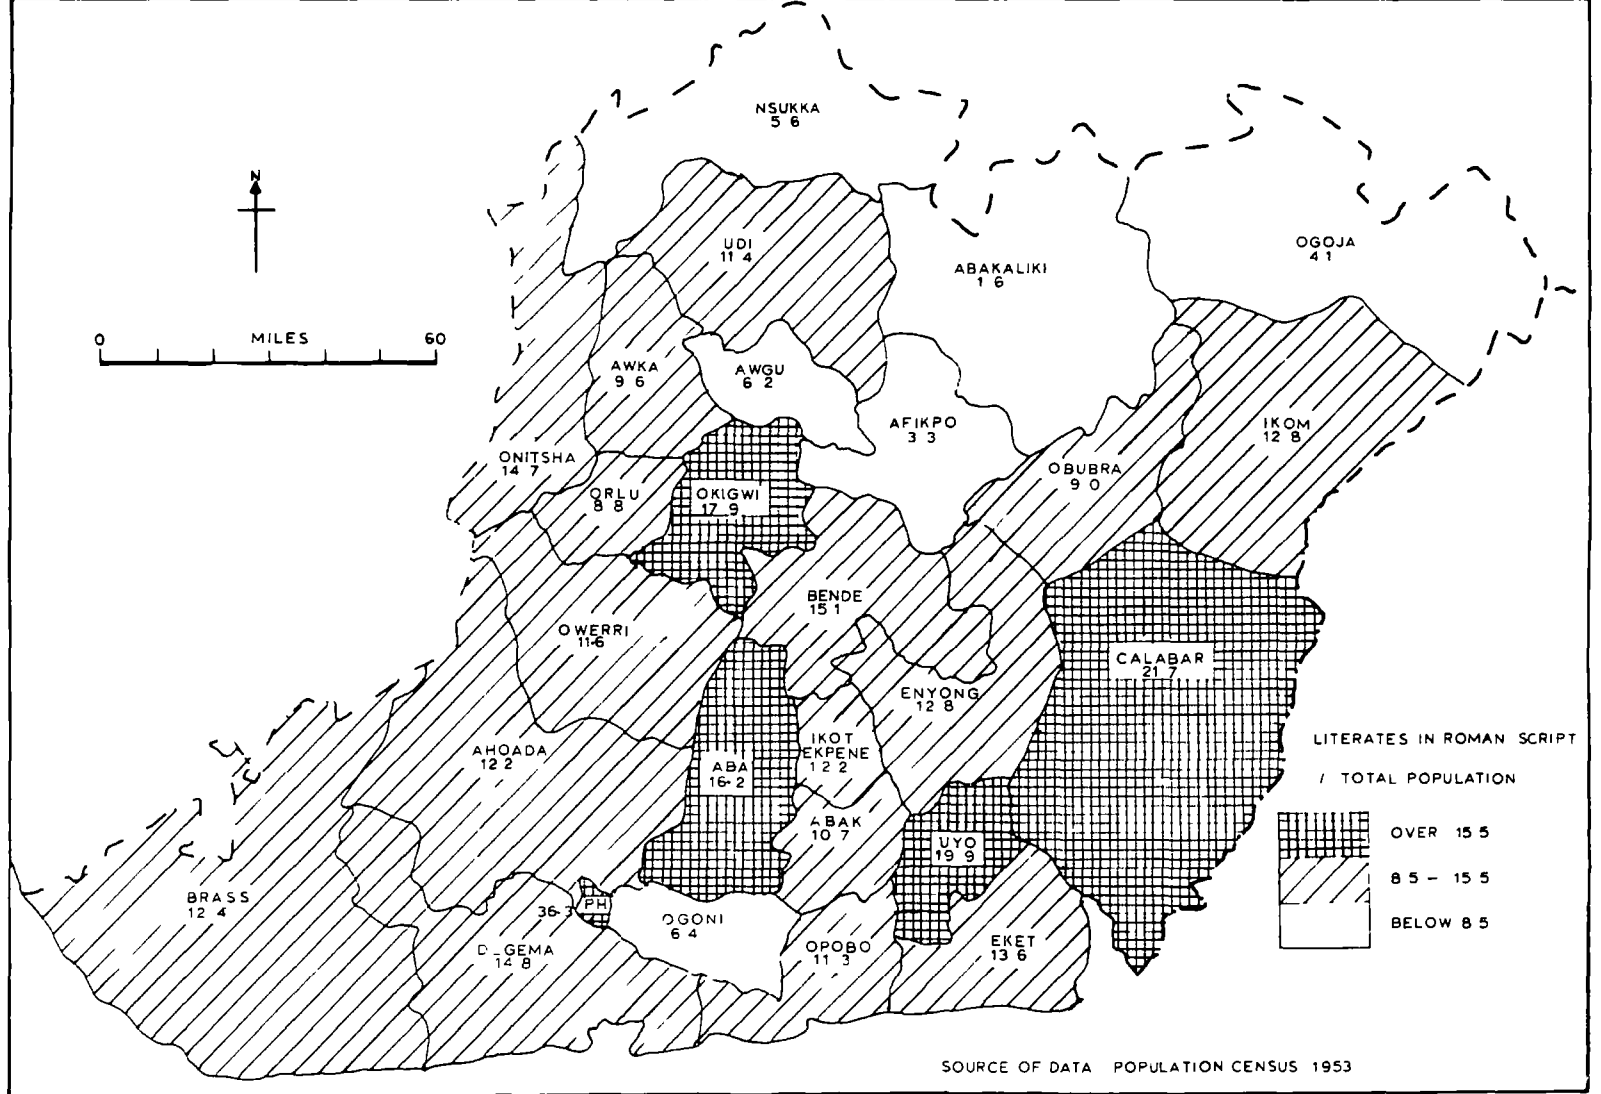 NSUKKA
5 6
N
UDI
11 4
OGOJA
4 1
ABAKALIKI
1 6
0 MILES 60
AWKA
9 6
AWGU
6 2
AFIKPO
3 3
IKOM
12 8
ONITSHA
14 7
OBUBRA
9 0
ORLU
8 8
OKIGWI
17 9
BENDE
15 1
OWERRI
11-6
CALABAR
21 7
ENYONG
12 8
AHOADA
12 2
IKOT
EKPENE
12 2
ABA
16-2
LITERATES IN ROMAN SCRIPT
/ TOTAL POPULATION
ABAK
10 7
UYO
19 9
OVER 15 5
8 5 – 15 5
BELOW 8 5
BRASS
12 4
PH
36-3
OGONI
6 4
14 8
OPOBO
11 3
EKET
13 6
SOURCE OF DATA POPULATION CENSUS 1953